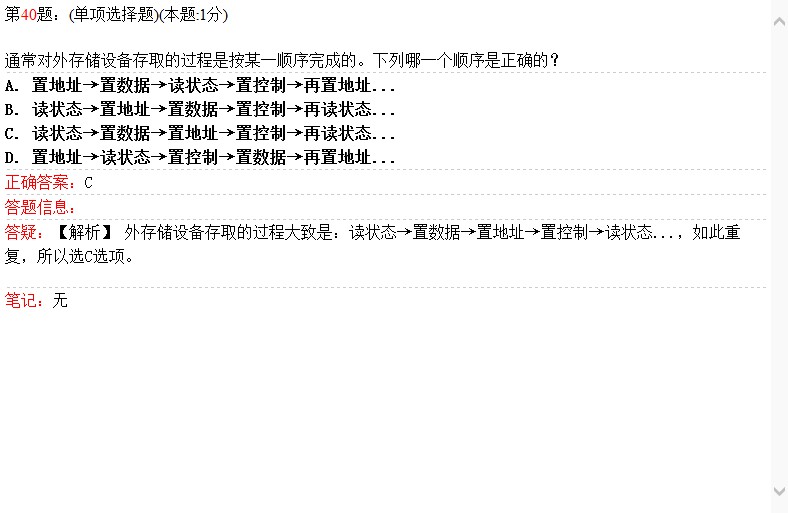 第40题：(单项选择题)(本题:1分)
通常对外存储设备存取的过程是按某一顺序完成的。下列哪一个顺序是正确的?
A. 置地址→置数据→读状态→置控制→再置地址...
B. 读状态→置地址→置数据→置控制→再读状态...
C. 读状态→置数据→置地址→置控制→再读状态...
D. 置地址→读状态→置控制→置数据→再置地址...
正确答案：C
答题信息：
答疑：【解析】 外存储设备存取的过程大致是：读状态→置数据→置地址→置控制→读状态...，如此重
复，所以选C选项。
笔记：无